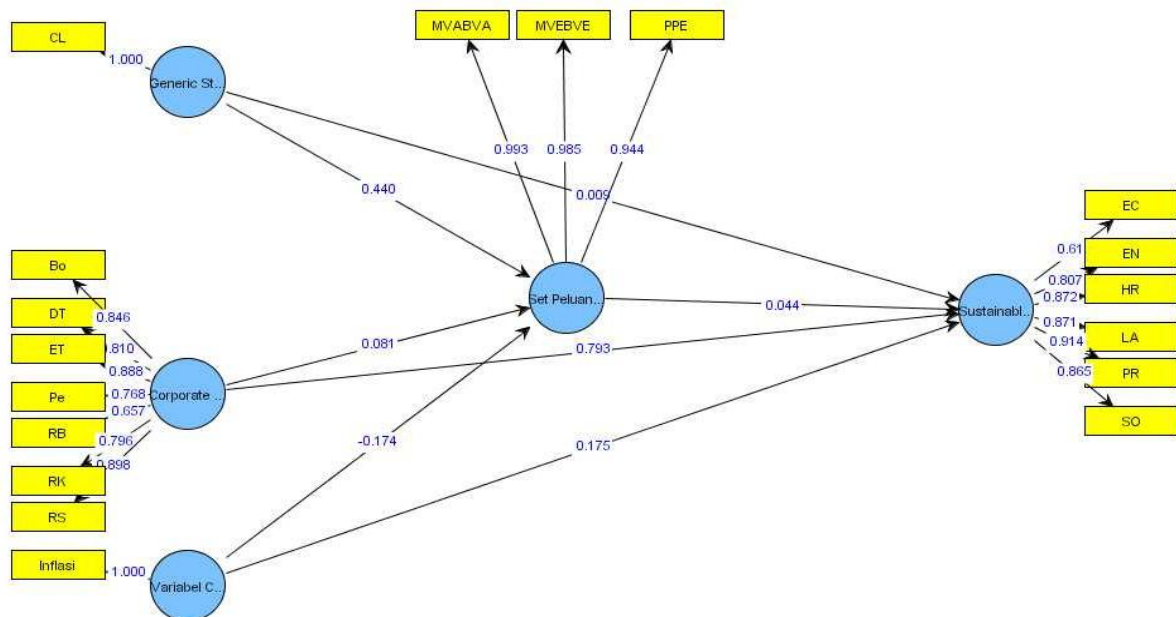 MVABVA
MVEBVE
PPE
CL
1.000
Generic St...
0.993
0.985
0.944
0.440
0.009
EC
0.61
EN
0.807
HR
0.872
0.871
LA
0.914
PR
0.865
SO
Bo
0.846
DT
0.810
ET
0.888
Pe
0.768
0.657
RB
0.796
RK
0.898
RS
Corporate ...
Set Peluan...
Sustainabl...
0.044
0.081
0.793
-0.174
0.175
Inflasi
1.000
Variabel C...